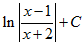 ln |(x−1)/(x+2)| + C